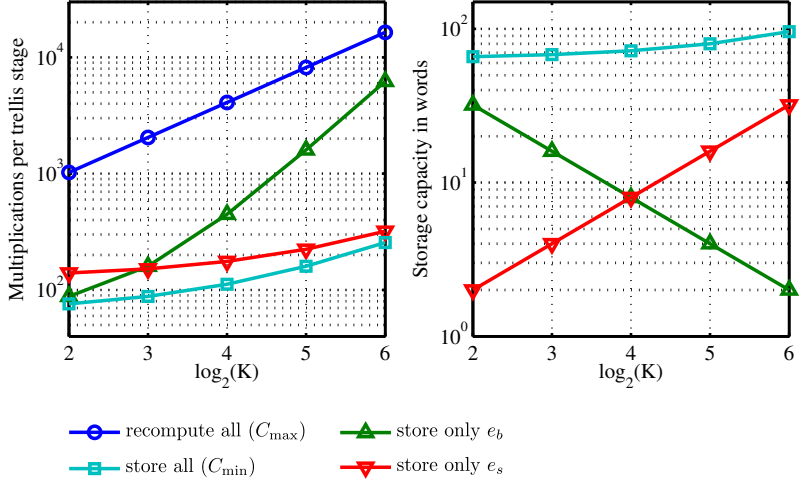 Multiplications per trellis stage
10^4
10^3
10^2
2 3 4 5 6
log_2(K)
Storage capacity in words
10^2
10^1
10^0
2 3 4 5 6
log_2(K)
recompute all (C_max)
store only e_b
store all (C_min)
store only e_s